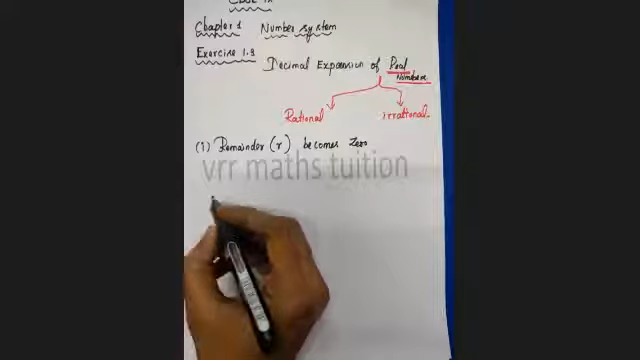 Chapter 1 Number system
Exercise 1.3
Decimal Expansion of Real
Numbers
Rational irrational
(1) Remainder (r) becomes Zero
vrr maths tuition